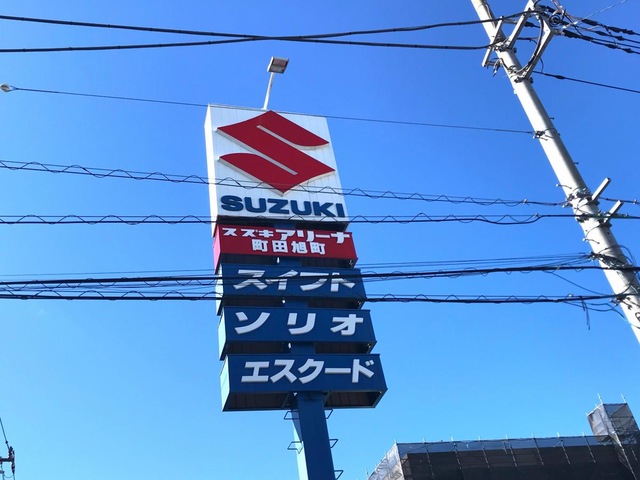 SUZUKI
スズキアリーナ
町田旭町
スイフト
ソリオ
エスクード